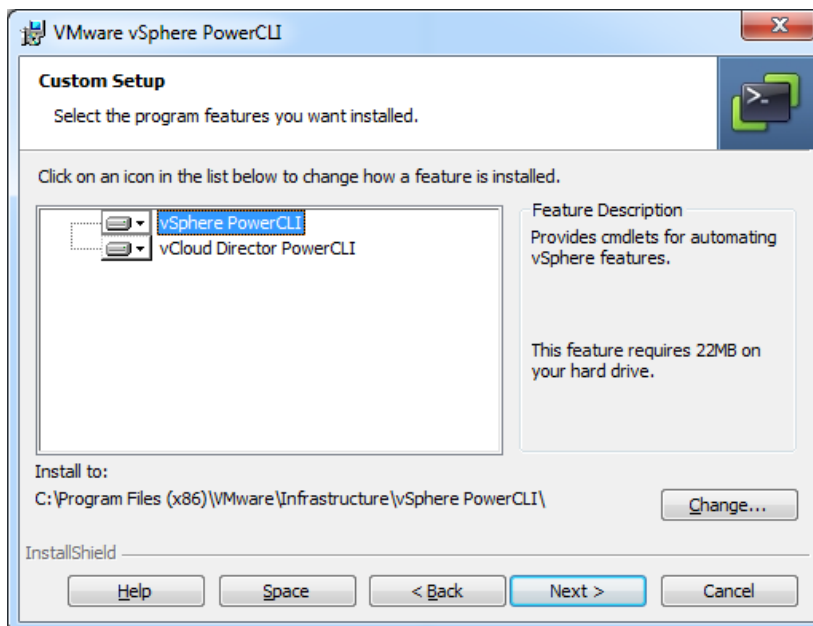 VMware vSphere PowerCLI
Custom Setup
Select the program features you want installed.
Click on an icon in the list below to change how a feature is installed.
vSphere PowerCLI
vCloud Director PowerCLI
Feature Description
Provides cmdlets for automating
vSphere features.
This feature requires 22MB on
your hard drive.
Install to:
C:\Program Files (x86)\VMware\Infrastructure\vSphere PowerCLI\
Change...
InstallShield
Help
Space
< Back
Next >
Cancel